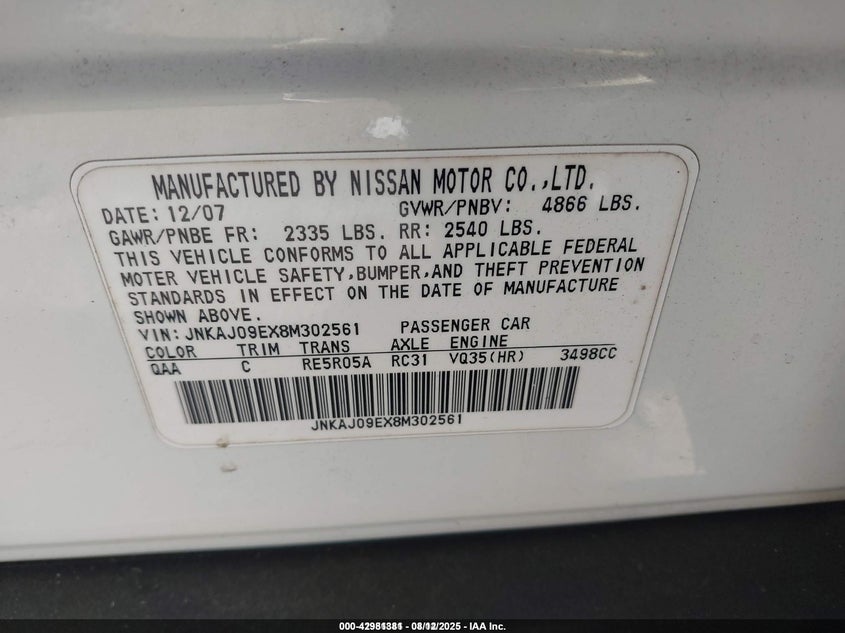 MANUFACTURED BY NISSAN MOTOR CO.,LTD.
DATE: 12/07 GVWR/PNBV: 4866 LBS.
GAWR/PNBE FR: 2335 LBS. RR: 2540 LBS.
THIS VEHICLE CONFORMS TO ALL APPLICABLE FEDERAL
MOTER VEHICLE SAFETY,BUMPER,AND THEFT PREVENTION
STANDARDS IN EFFECT ON THE DATE OF MANUFACTURE
SHOWN ABOVE.
VIN: JNKAJ09EX8M302561 PASSENGER CAR
COLOR TRIM TRANS AXLE ENGINE
QAA C RE5R05A RC31 VQ35(HR) 3498CC
JNKAJ09EX8M302561
- IAA Inc.